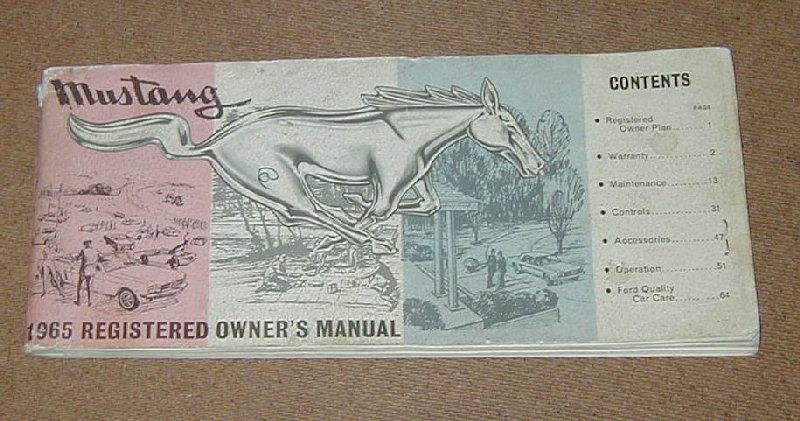 Mustang
8
1965 REGISTERED OWNER'S MANUAL
CONTENTS
PAGE
• Registered
Owner Plan........ 1
• Warranty............... 2
• Maintenance...........13
• Controls...............31
• Accessories...........47
• Operation.............51
• Ford Quality
Car Care...........64